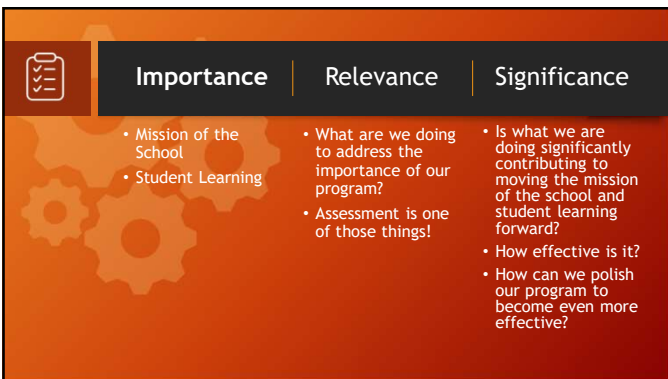 Importance
Relevance
Significance
• Mission of the
School
• Student Learning
• What are we doing
to address the
importance of our
program?
• Assessment is one
of those things!
• Is what we are
doing significantly
contributing to
moving the mission
of the school and
student learning
forward?
• How effective is it?
• How can we polish
our program to
become even more
effective?